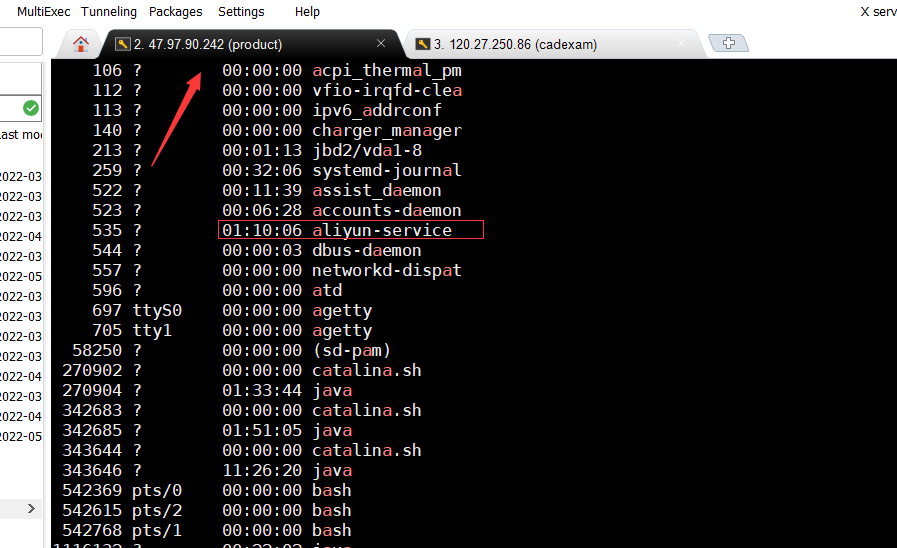 MultiExec Tunneling Packages Settings Help X serv
2. 47.97.90.242 (product) 3. 120.27.250.86 (cadexam)
106 ? 00:00:00 acpi_thermal_pm
112 ? 00:00:00 vfio-irqfd-clea
113 ? 00:00:00 ipv6_addrconf
ast mo
140 ? 00:00:00 charger_manager
213 ? 00:01:13 jbd2/vda1-8
259 ? 00:32:06 systemd-journal
2022-03
522 ? 00:11:39 assist_daemon
2022-03
523 ? 00:06:28 accounts-daemon
2022-03
535 ? 01:10:06 aliyun-service
2022-04
544 ? 00:00:03 dbus-daemon
2022-03
557 ? 00:00:00 networkd-dispat
2022-05
596 ? 00:00:00 atd
2022-03
697 ttyS0 00:00:00 agetty
2022-03
705 tty1 00:00:00 agetty
2022-03
58250 ? 00:00:00 (sd-pam)
2022-03
270902 ? 00:00:00 catalina.sh
2022-04
270904 ? 01:33:44 java
2022-03
342683 ? 00:00:00 catalina.sh
2022-04
342685 ? 01:51:05 java
2022-05
343644 ? 00:00:00 catalina.sh
343646 ? 11:26:20 java
542369 pts/0 00:00:00 bash
542615 pts/2 00:00:00 bash
542768 pts/1 00:00:00 bash